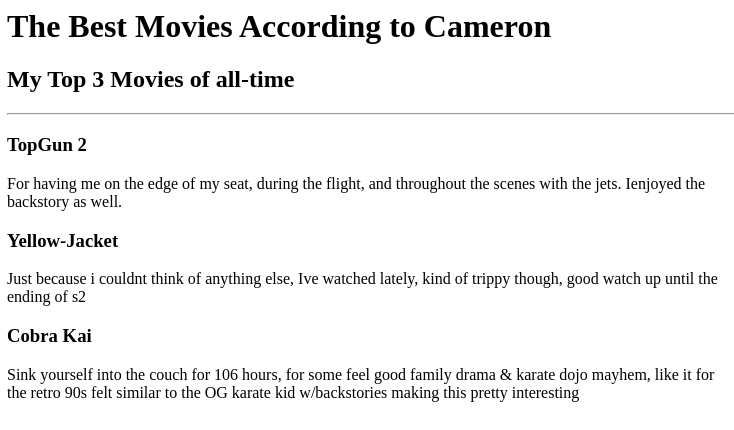 The Best Movies According to Cameron
My Top 3 Movies of all-time
TopGun 2
For having me on the edge of my seat, during the flight, and throughout the scenes with the jets. Ienjoyed the
backstory as well.
Yellow-Jacket
Just because i couldnt think of anything else, Ive watched lately, kind of trippy though, good watch up until the
ending of s2
Cobra Kai
Sink yourself into the couch for 106 hours, for some feel good family drama & karate dojo mayhem, like it for
the retro 90s felt similar to the OG karate kid w/backstories making this pretty interesting